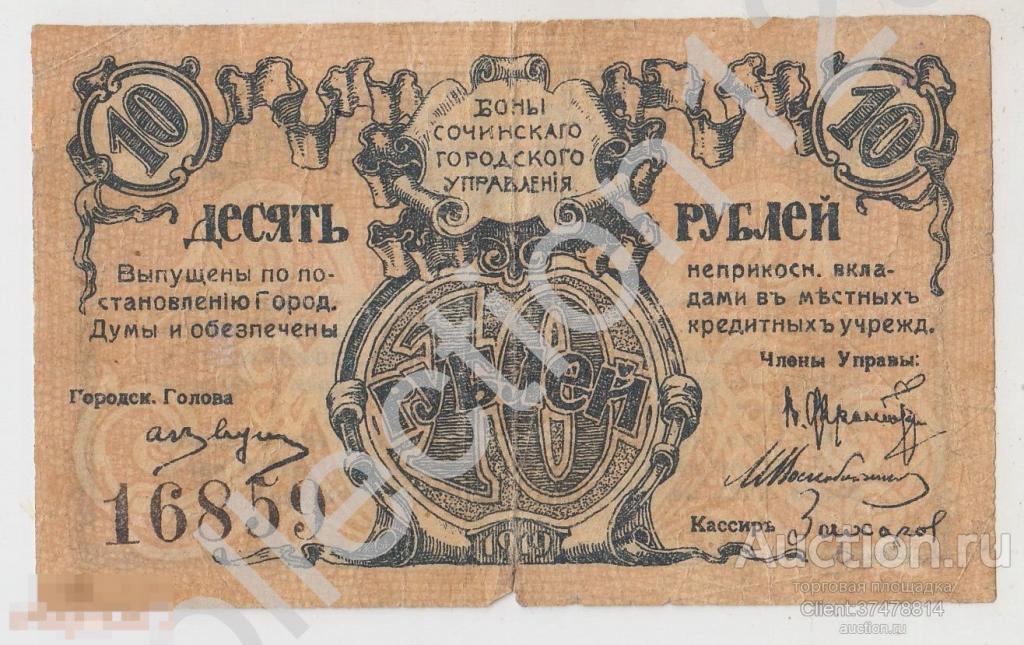 10
10
БОНЫ
СОЧИНСКАГО
ГОРОДСКОГО
УПРАВЛЕНІЯ
ДЕСЯТЬ
РУБЛЕЙ
Выпущены по по-
становленію Город.
Думы и обезпечены
неприкосн. вкла-
дами въ мѣстныхъ
кредитныхъ учрежд.
10
Рублей
Члены Управы:
Городск. Голова
16859
Кассиръ
1919
Auction.ru
торговая площадка
Client:37478814
auction.ru
collection12